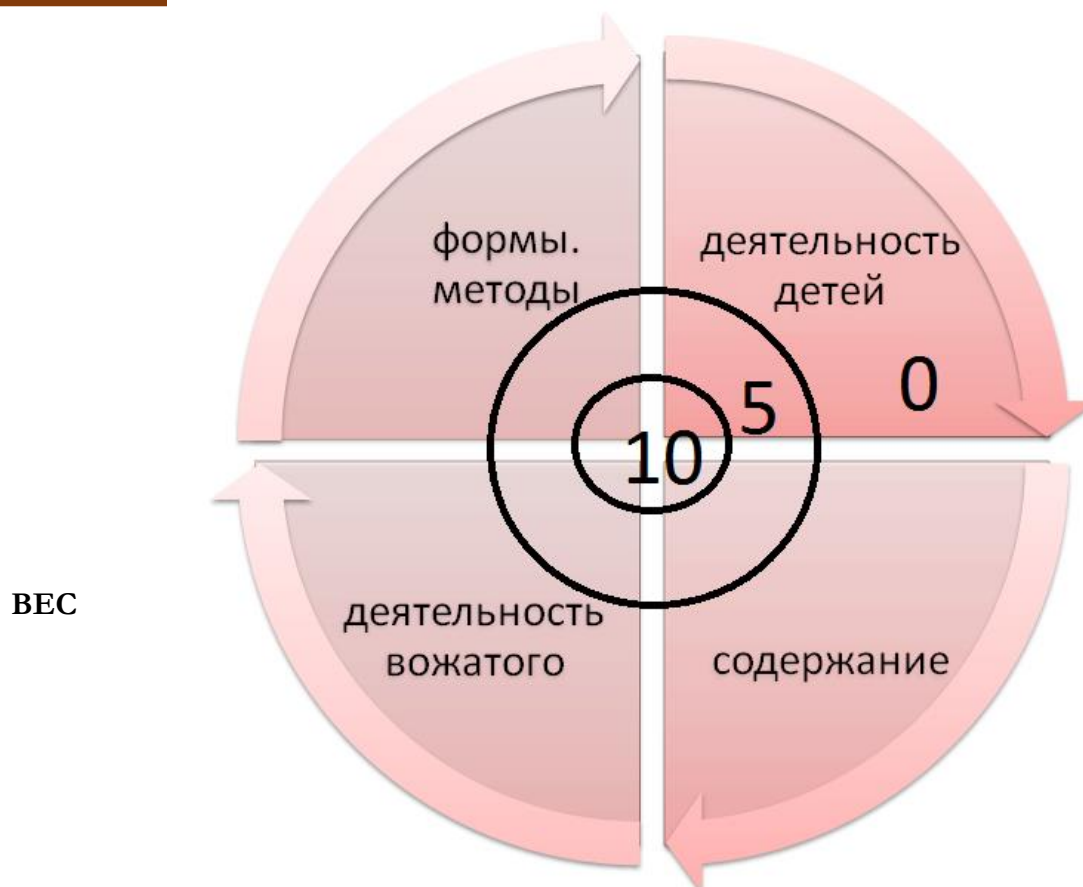 формы.
методы
деятельность
детей
0
5
10
ВЕС
деятельность
вожатого
содержание